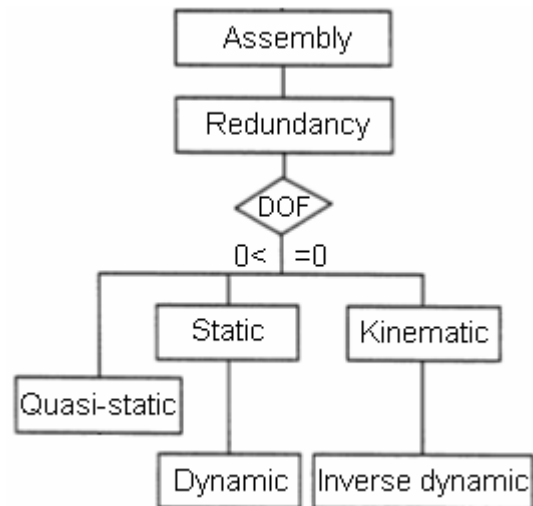 Assembly
Redundancy
DOF
0< =0
Static
Kinematic
Quasi-static
Dynamic
Inverse dynamic